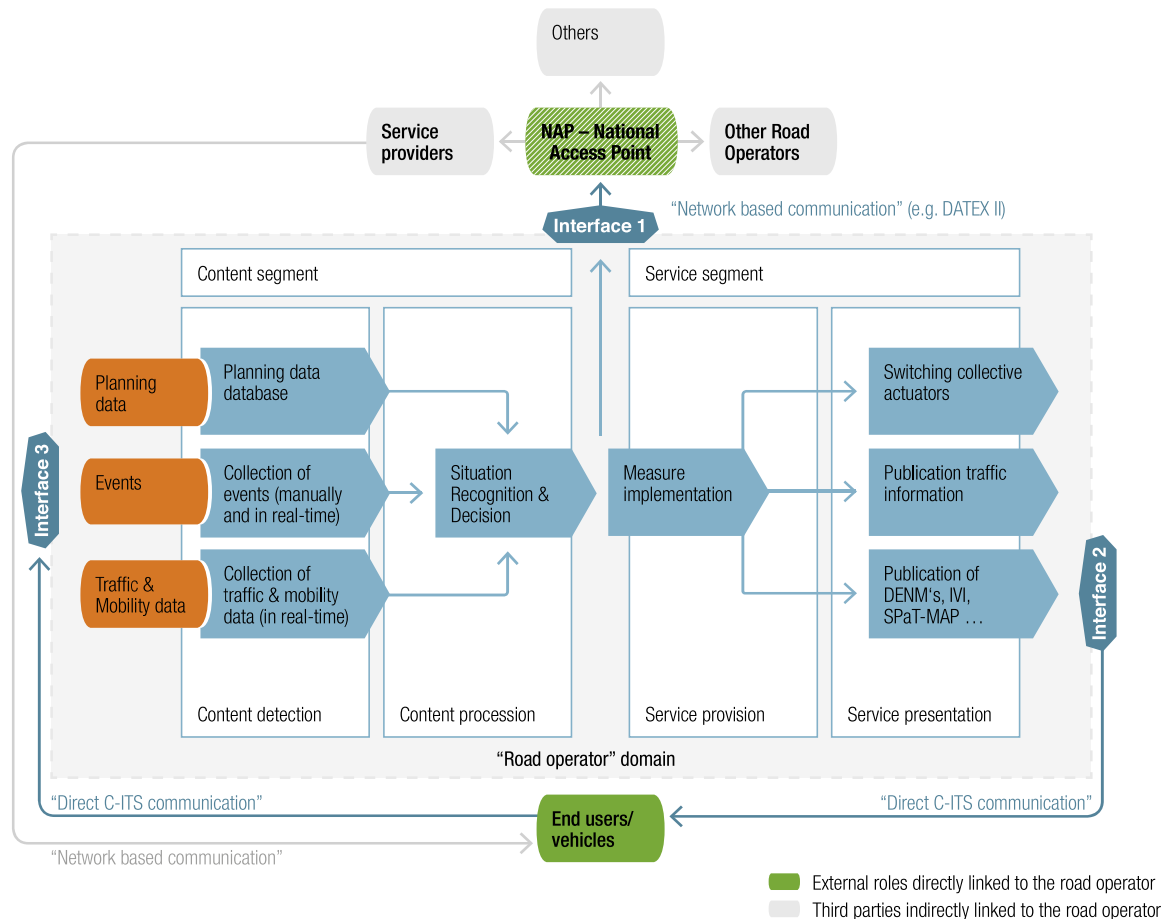 Others
Service
providers
NAP – National
Access Point
Other Road
Operators
“Network based communication” (e.g. DATEX II)
Interface 1
Content segment
Service segment
Planning
data
Planning data
database
Switching collective
actuators
Interface 3
Events
Collection of
events (manually
and in real-time)
Situation
Recognition &
Decision
Measure
implementation
Publication traffic
information
Traffic &
Mobility data
Collection of
traffic & mobility
data (in real-time)
Publication of
DENM‘s, IVI,
SPaT-MAP …
Interface 2
Content detection
Content procession
Service provision
Service presentation
“Road operator” domain
“Direct C-ITS communication”
“Direct C-ITS communication”
End users/
vehicles
“Network based communication”
External roles directly linked to the road operator
Third parties indirectly linked to the road operator